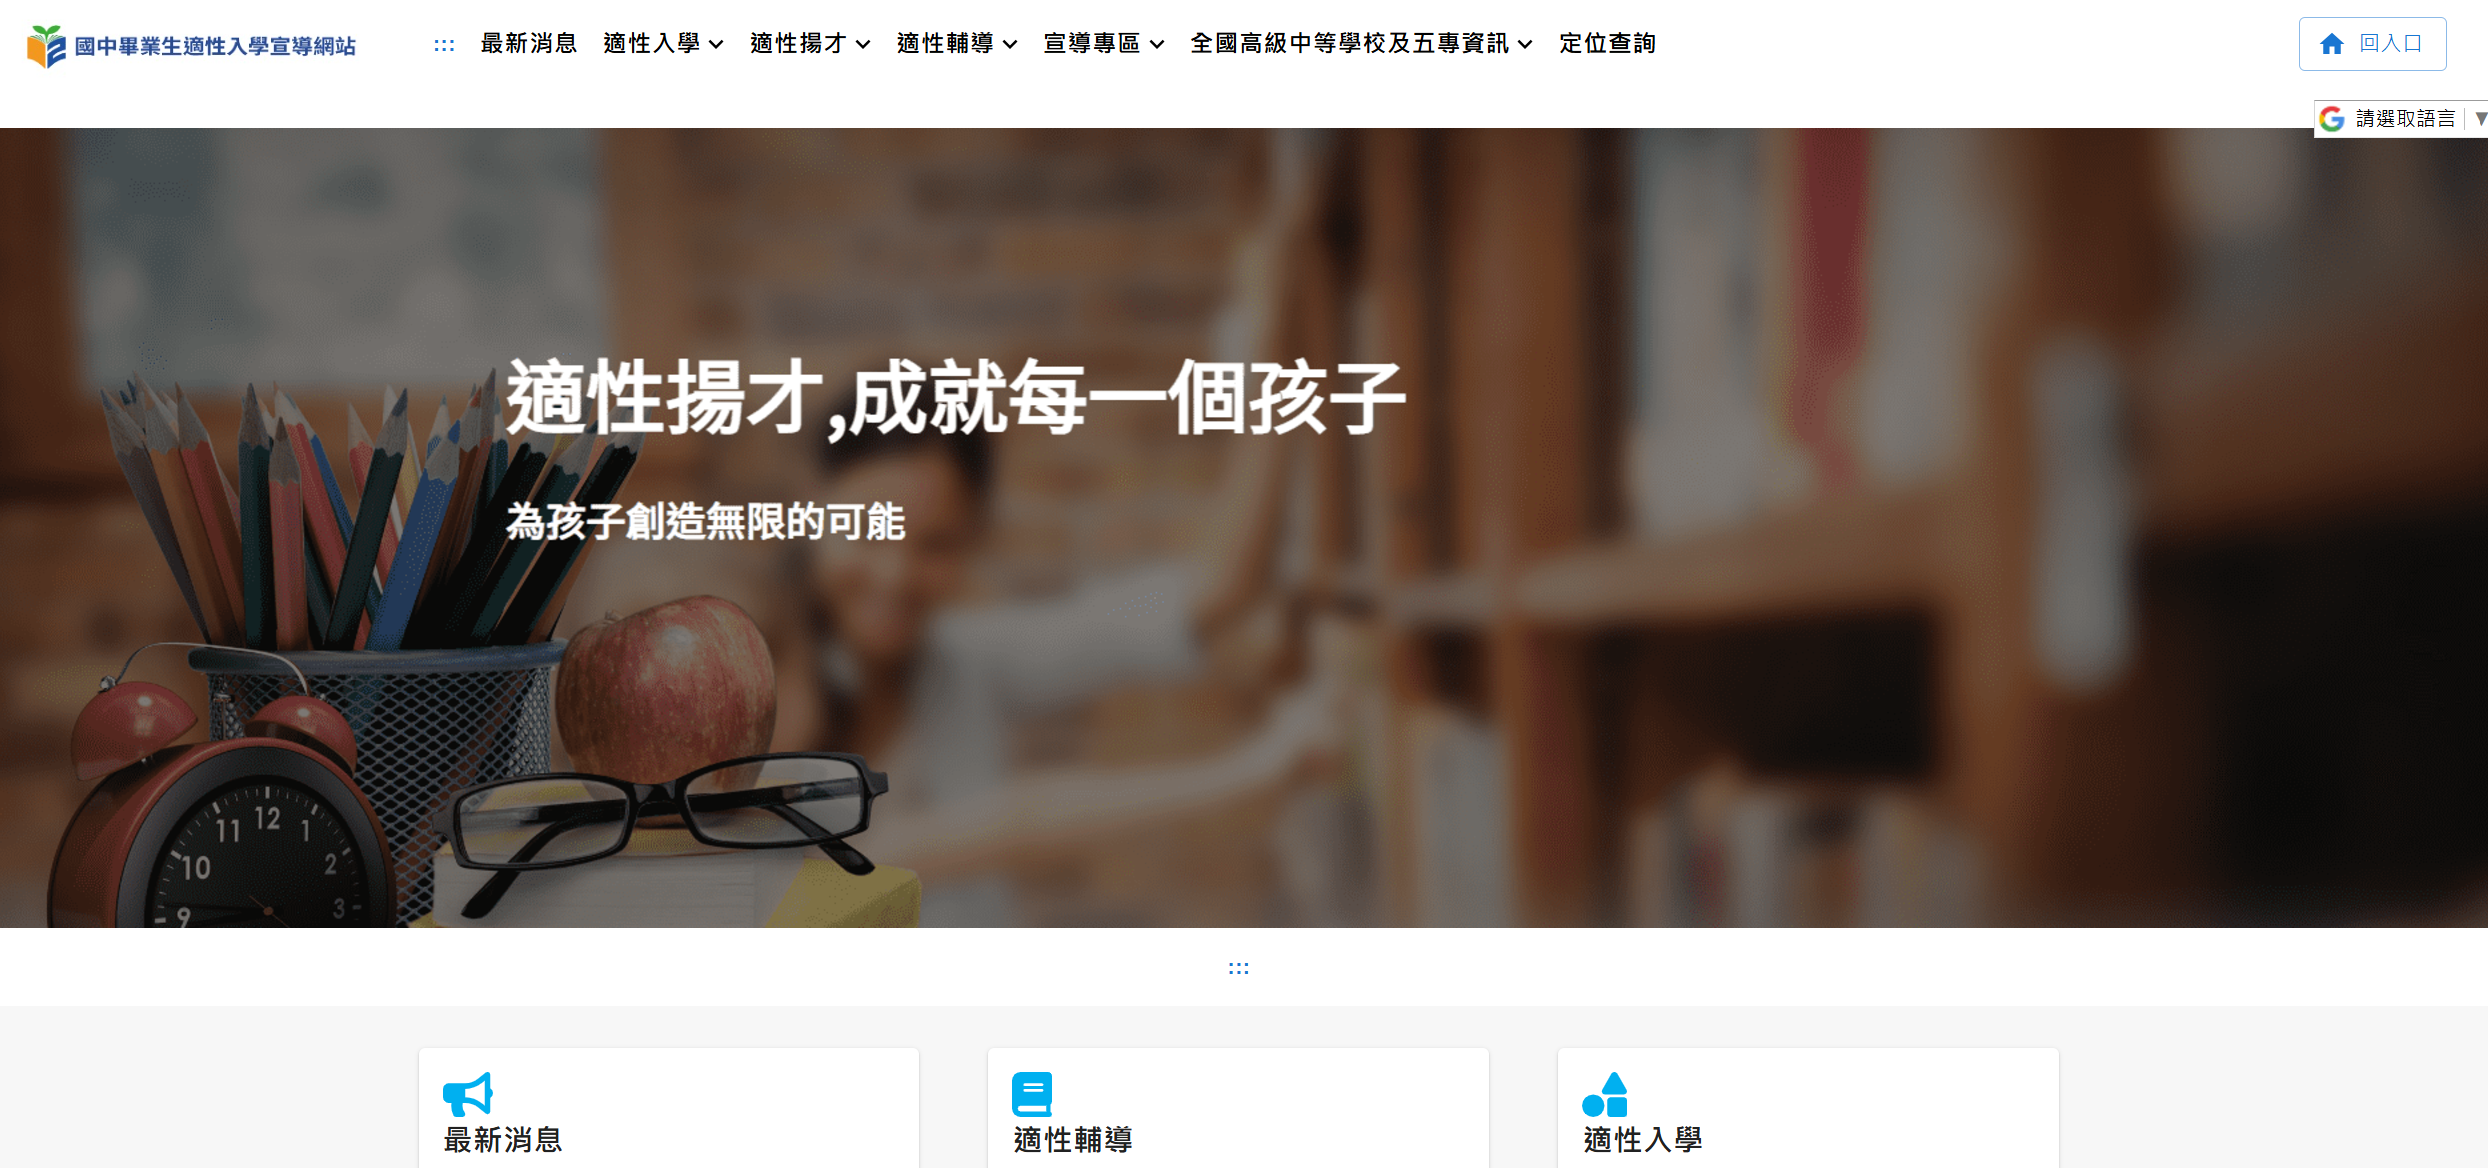 國中畢業生適性入學宣導網站
::: 最新消息 適性入學 適性揚才 適性輔導 宣導專區 全國高級中等學校及五專資訊 定位查詢
回入口
請選取語言 ▼
適性揚才,成就每一個孩子
為孩子創造無限的可能
11 12 1
10 2
9 3
:::
最新消息 適性輔導 適性入學